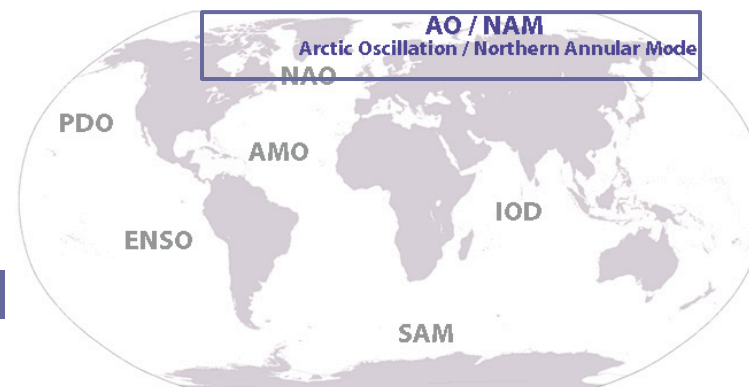 AO / NAM
Arctic Oscillation / Northern Annular Mode
NAO
PDO
AMO
IOD
ENSO
SAM